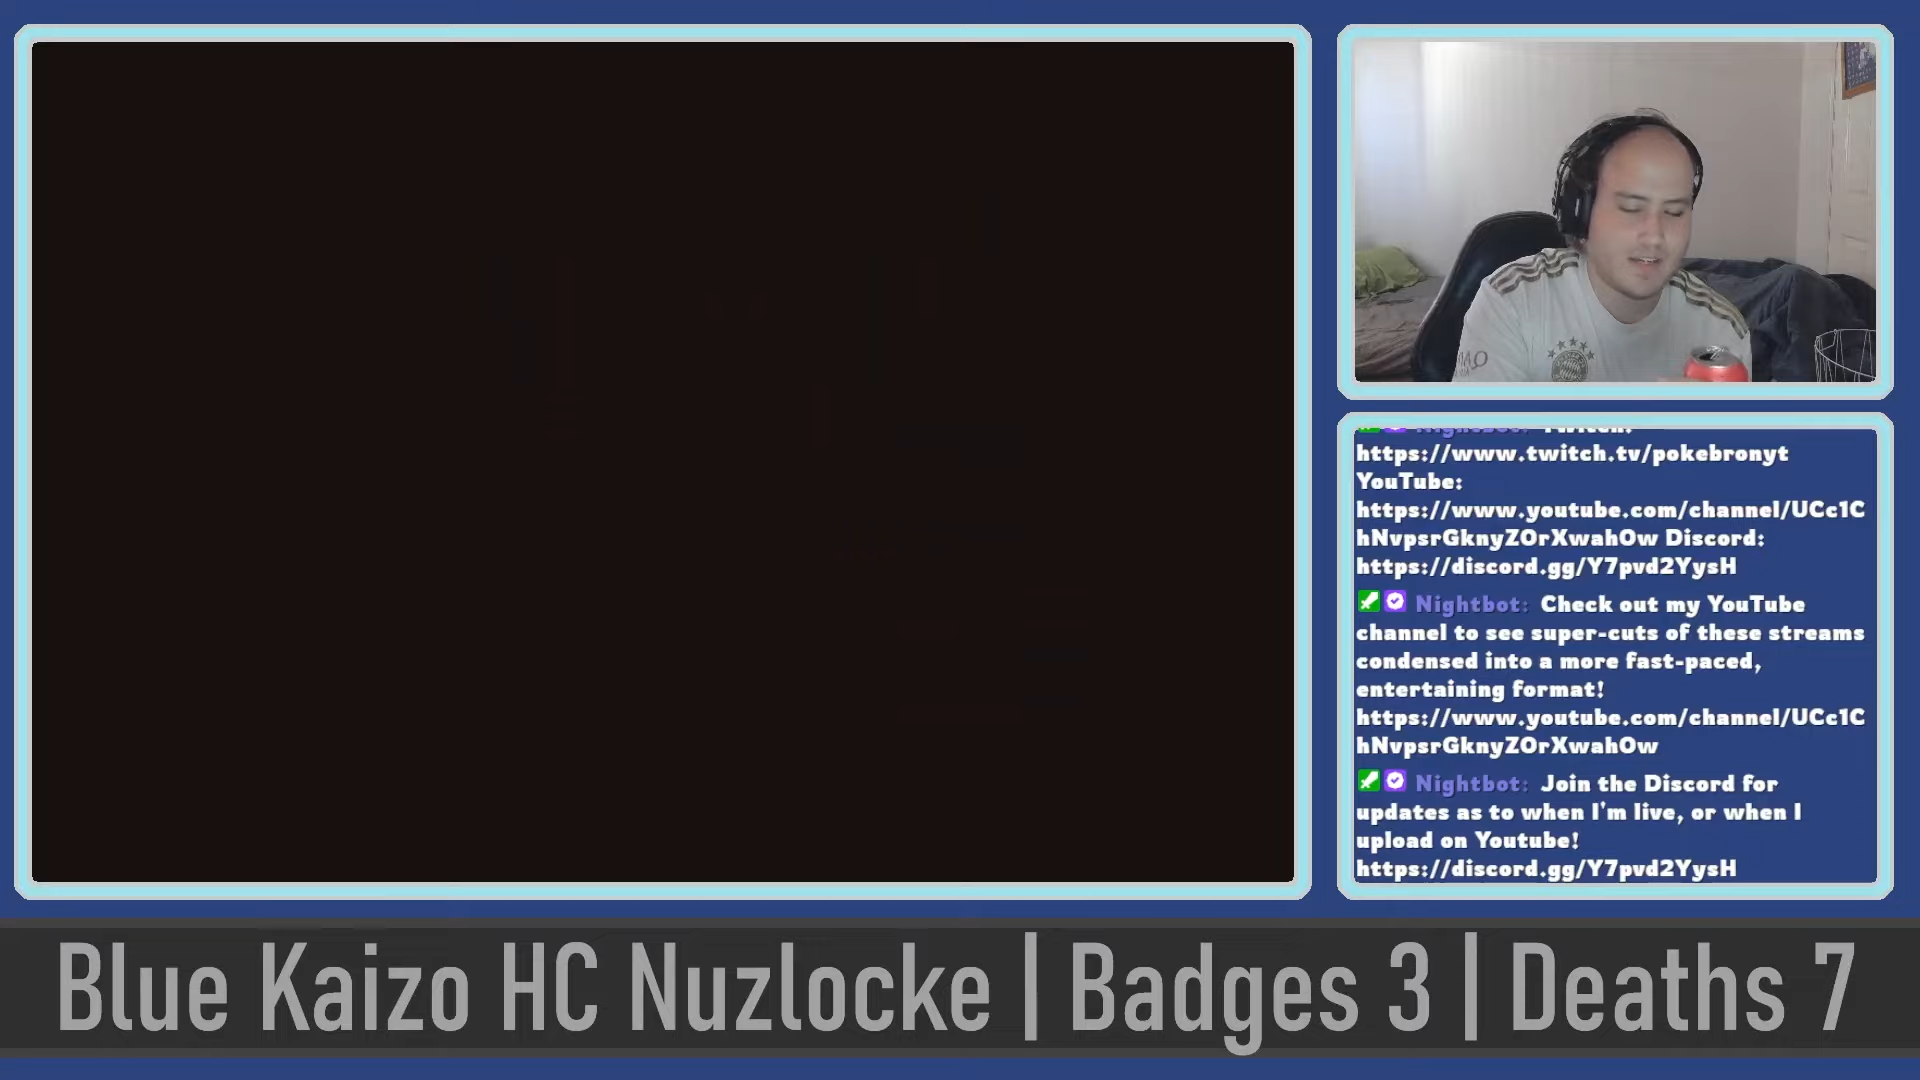 https://www.twitch.tv/pokebronyt
YouTube:
https://www.youtube.com/channel/UCc1C
hNvpsrGknyZOrXwahOw Discord:
https://discord.gg/Y7pvd2YysH
Nightbot: Check out my YouTube
channel to see super-cuts of these streams
condensed into a more fast-paced,
entertaining format!
https://www.youtube.com/channel/UCc1C
hNvpsrGknyZOrXwahOw
Nightbot: Join the Discord for
updates as to when I'm live, or when I
upload on Youtube!
https://discord.gg/Y7pvd2YysH
Blue Kaizo HC Nuzlocke | Badges 3 | Deaths 7